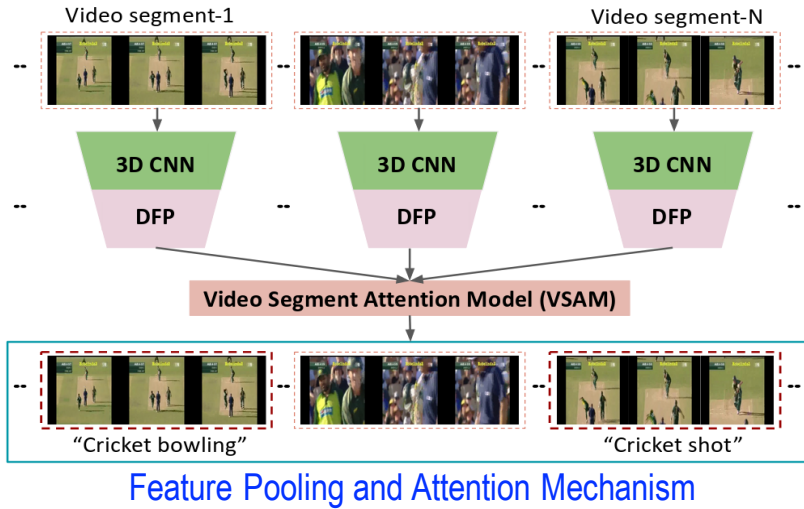 Video segment-1
Video segment-N
-- -- -- --
3D CNN
3D CNN
3D CNN
DFP
DFP
DFP
-- -- -- --
Video Segment Attention Model (VSAM)
-- -- -- --
“Cricket bowling”
“Cricket shot”
Feature Pooling and Attention Mechanism